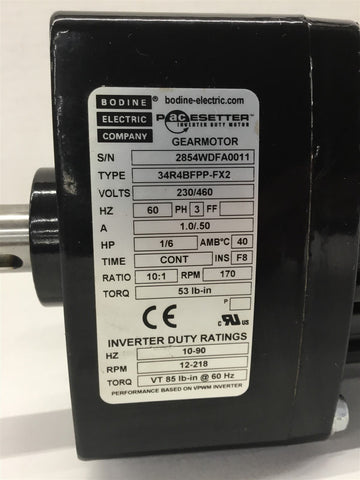 BODINE ® bodine-electric.com
ELECTRIC PacESETTER™
COMPANY INVERTER DUTY MOTOR
GEARMOTOR
S/N 2854WDFA0011
TYPE 34R4BFPP-FX2
VOLTS 230/460
HZ 60 PH 3 FF
A 1.0/.50
HP 1/6 AMB°C 40
TIME CONT INS F8
RATIO 10:1 RPM 170
TORQ 53 lb-in
P
CE c UR us
INVERTER DUTY RATINGS
HZ 10-90
RPM 12-218
TORQ VT 85 lb-in @ 60 Hz
PERFORMANCE BASED ON VPWM INVERTER